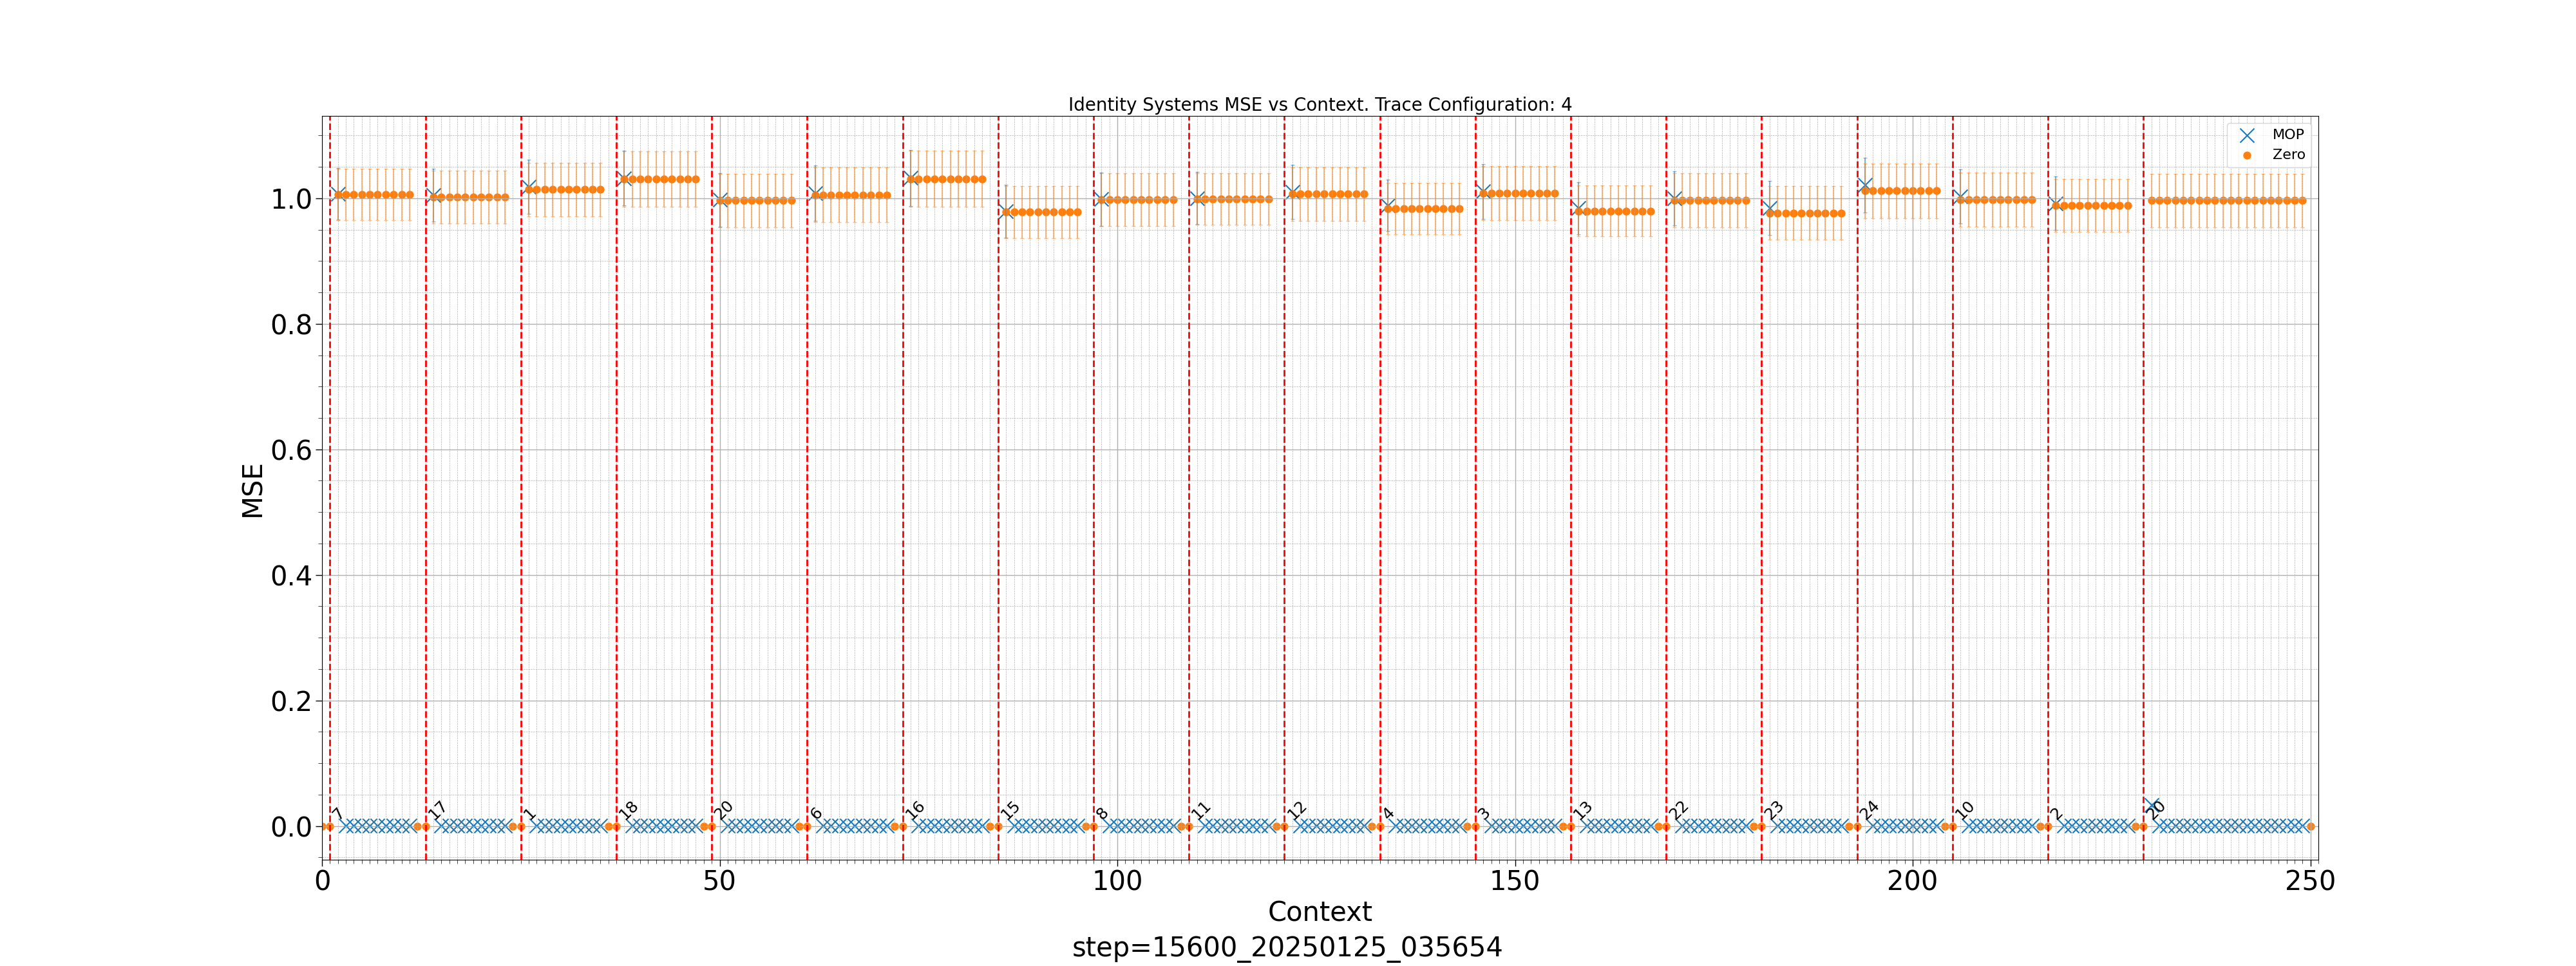 Identity Systems MSE vs Context. Trace Configuration: 4
MOP
Zero
1.0
0.8
0.6
0.4
0.2
0.0
MSE
7 17 1 18 20 6 16 15 8 11 12 4 3 13 22 23 24 10 2 20
0 50 100 150 200 250
Context
step=15600_20250125_035654